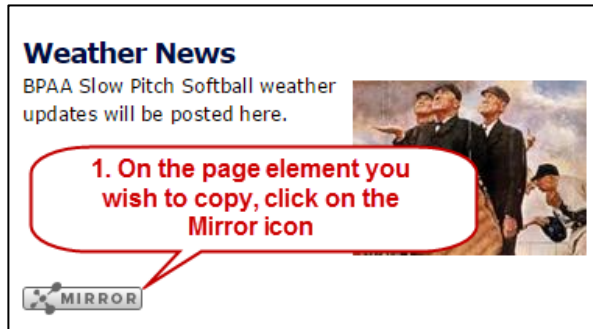 Weather News
BPAA Slow Pitch Softball weather
updates will be posted here.
1. On the page element you
wish to copy, click on the
Mirror icon
MIRROR